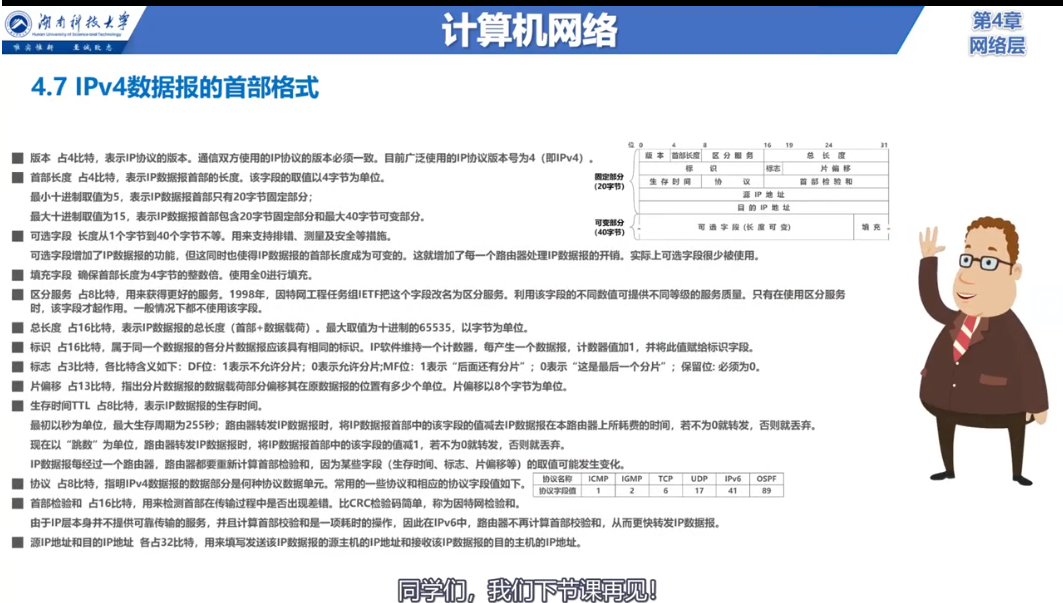 湖南科技大学
Hunan University of Science and Technology
唯实惟新 至诚致志
计算机网络
第4章
网络层
4.7 IPv4数据报的首部格式
版本 占4比特，表示IP协议的版本。通信双方使用的IP协议的版本必须一致。目前广泛使用的IP协议版本号为4（即IPv4）。
首部长度 占4比特，表示IP数据报首部的长度。该字段的取值以4字节为单位。
最小十进制取值为5，表示IP数据报首部只有20字节固定部分；
最大十进制取值为15，表示IP数据报首部包含20字节固定部分和最大40字节可变部分。
可选字段 长度从1个字节到40个字节不等。用来支持排错、测量及安全等措施。
可选字段增加了IP数据报的功能，但这同时也使得IP数据报的首部长度成为可变的。这就增加了每一个路由器处理IP数据报的开销。实际上可选字段很少被使用。
填充字段 确保首部长度为4字节的整数倍。使用全0进行填充。
区分服务 占8比特，用来获得更好的服务。1998年，因特网工程任务组IETF把这个字段改名为区分服务。利用该字段的不同数值可提供不同等级的服务质量。只有在使用区分服务
时，该字段才起作用。一般情况下都不使用该字段。
总长度 占16比特，表示IP数据报的总长度（首部+数据载荷）。最大取值为十进制的65535，以字节为单位。
标识 占16比特，属于同一个数据报的各分片数据报应该具有相同的标识。IP软件维持一个计数器，每产生一个数据报，计数器值加1，并将此值赋给标识字段。
标志 占3比特，各比特含义如下：DF位：1表示不允许分片；0表示允许分片;MF位：1表示“后面还有分片”；0表示“这是最后一个分片”；保留位: 必须为0。
片偏移 占13比特，指出分片数据报的数据载荷部分偏移其在原数据报的位置有多少个单位。片偏移以8个字节为单位。
生存时间TTL 占8比特，表示IP数据报的生存时间。
最初以秒为单位，最大生存周期为255秒；路由器转发IP数据报时，将IP数据报首部中的该字段的值减去IP数据报在本路由器上所耗费的时间，若不为0就转发，否则就丢弃。
现在以“跳数”为单位，路由器转发IP数据报时，将IP数据报首部中的该字段的值减1，若不为0就转发，否则就丢弃。
IP数据报每经过一个路由器，路由器都要重新计算首部检验和，因为某些字段（生存时间、标志、片偏移等）的取值可能发生变化。
协议 占8比特，指明IPv4数据报的数据部分是何种协议数据单元。常用的一些协议和相应的协议字段值如下。
首部检验和 占16比特，用来检测首部在传输过程中是否出现差错。比CRC检验码简单，称为因特网检验和。
由于IP层本身并不提供可靠传输的服务，并且计算首部校验和是一项耗时的操作，因此在IPv6中，路由器不再计算首部校验和，从而更快转发IP数据报。
源IP地址和目的IP地址 各占32比特，用来填写发送该IP数据报的源主机的IP地址和接收该IP数据报的目的主机的IP地址。
位 0 4 8 16 19 24 31
版 本 首部长度 区 分 服 务 总 长 度
标 识 标志 片 偏 移
固定部分
（20字节）
生 存 时 间 协 议 首 部 检 验 和
源 IP 地 址
目 的 IP 地 址
可变部分
（40字节）
可 选 字 段 (长 度 可 变) 填 充
协议名称 ICMP IGMP TCP UDP IPv6 OSPF
协议字段值 1 2 6 17 41 89
同学们，我们下节课再见！